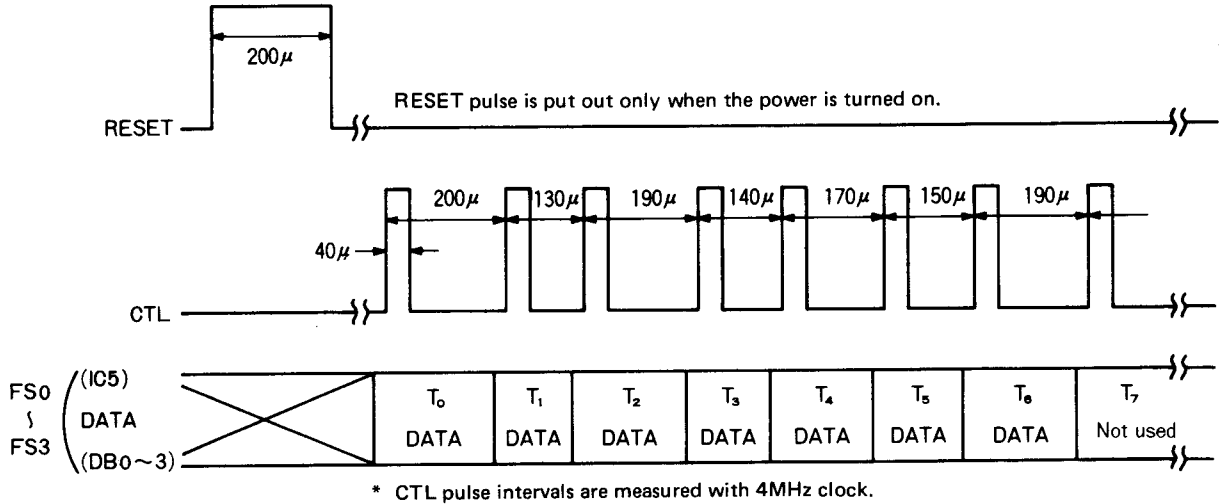 200μ
RESET pulse is put out only when the power is turned on.
RESET
200μ 130μ 190μ 140μ 170μ 150μ 190μ
40μ
CTL
FS0 ~ FS3
(IC5) DATA (DB0~3)
T₀ T₁ T₂ T₃ T₄ T₅ T₆ T₇
DATA DATA DATA DATA DATA DATA DATA Not used
* CTL pulse intervals are measured with 4MHz clock.